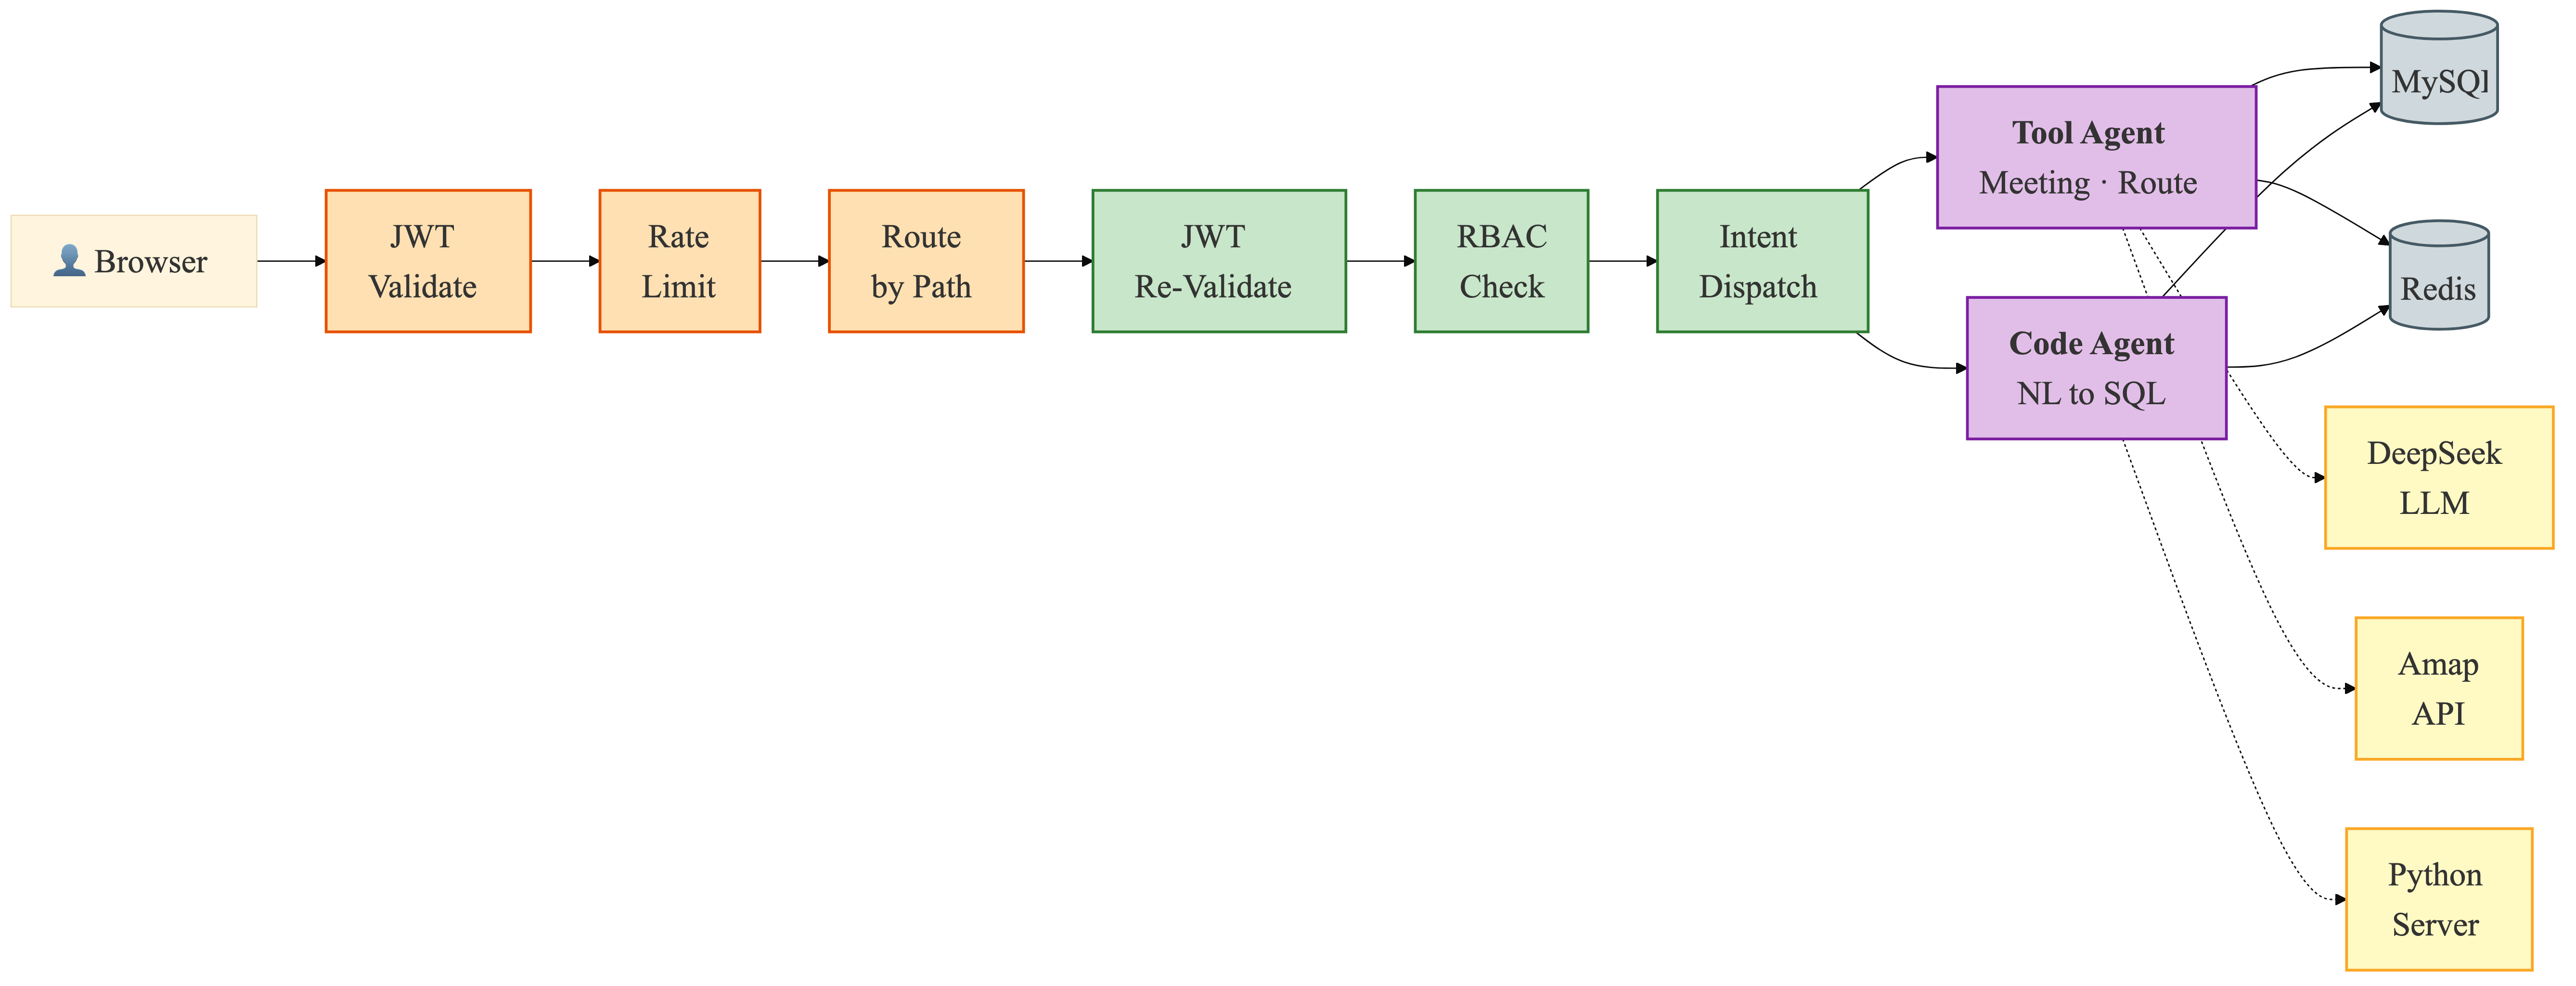 Browser
JWT
Validate
Rate
Limit
Route
by Path
JWT
Re-Validate
RBAC
Check
Intent
Dispatch
Tool Agent
Meeting · Route
Code Agent
NL to SQL
MySQl
Redis
DeepSeek
LLM
Amap
API
Python
Server